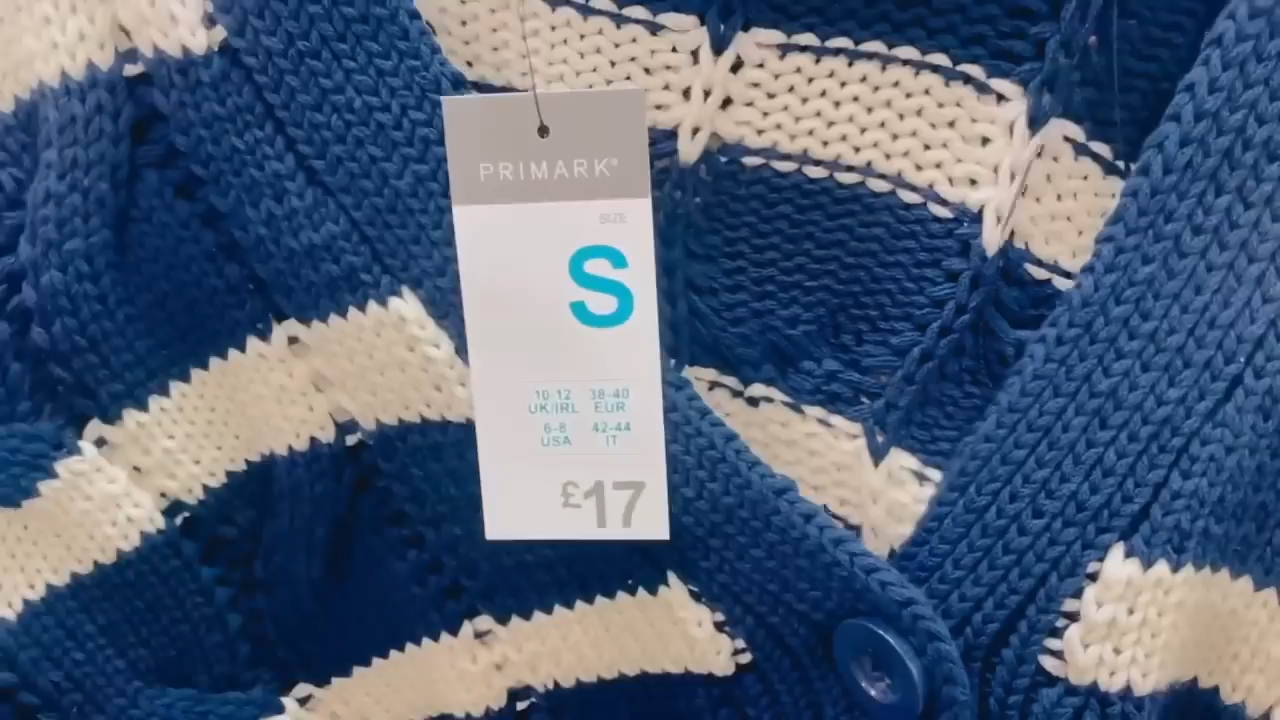 PRIMARK®
SIZE
S
10 12 38-40
UK/IRL EUR
6-8 42-44
USA IT
£17